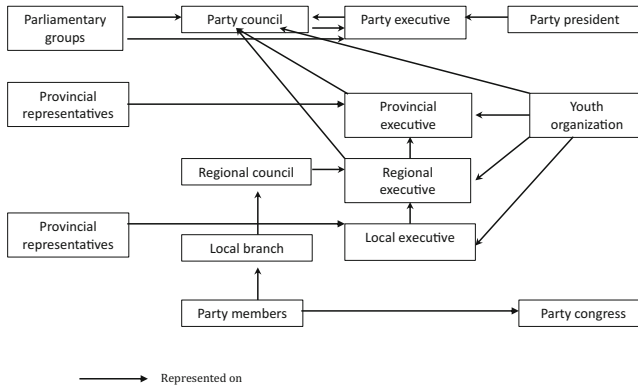 Parliamentary
groups
Party council
Party executive
Party president
Provincial
representatives
Provincial
executive
Youth
organization
Regional council
Regional
executive
Provincial
representatives
Local branch
Local executive
Party members
Party congress
Represented on